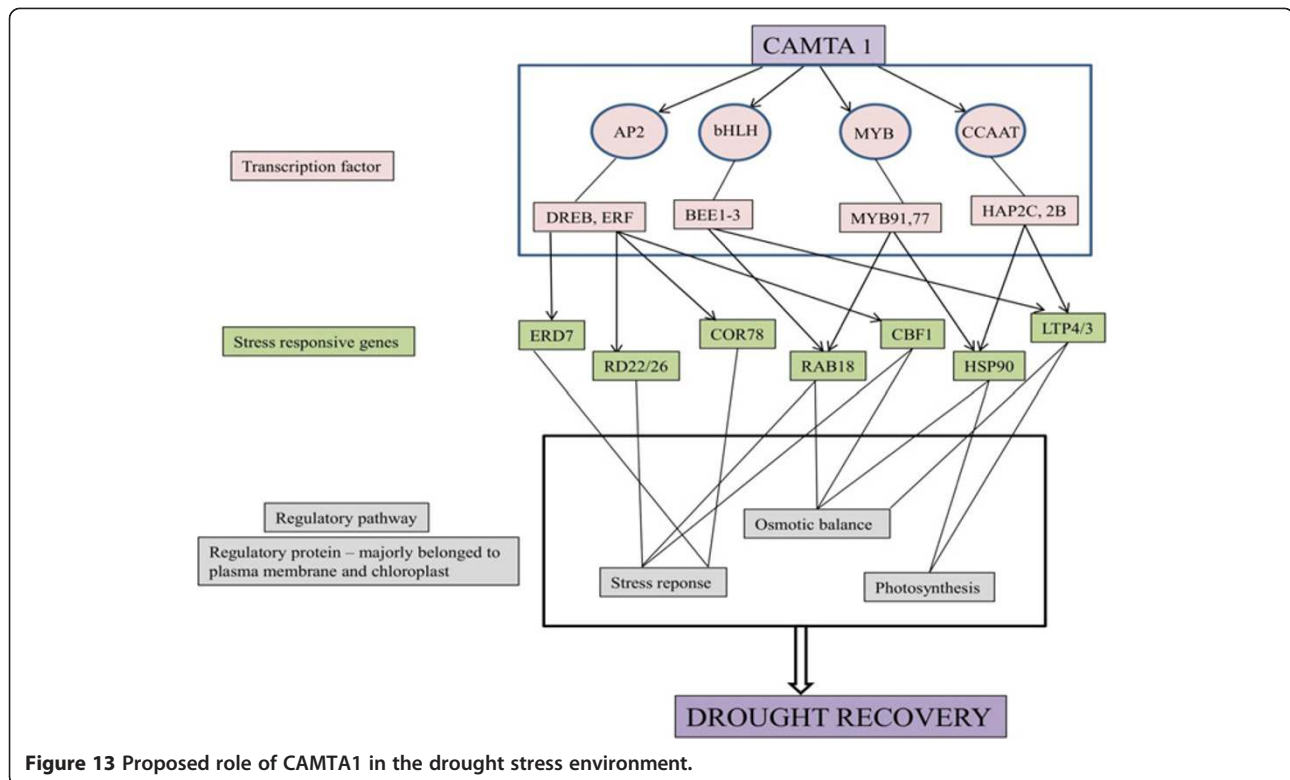 CAMTA 1
AP2
bHLH
MYB
CCAAT
Transcription factor
DREB, ERF
BEE1-3
MYB91,77
HAP2C, 2B
Stress responsive genes
ERD7
COR78
CBF1
LTP4/3
RD22/26
RAB18
HSP90
Regulatory pathway
Osmotic balance
Regulatory protein – majorly belonged to
plasma membrane and chloroplast
Stress reponse
Photosynthesis
DROUGHT RECOVERY
Figure 13 Proposed role of CAMTA1 in the drought stress environment.